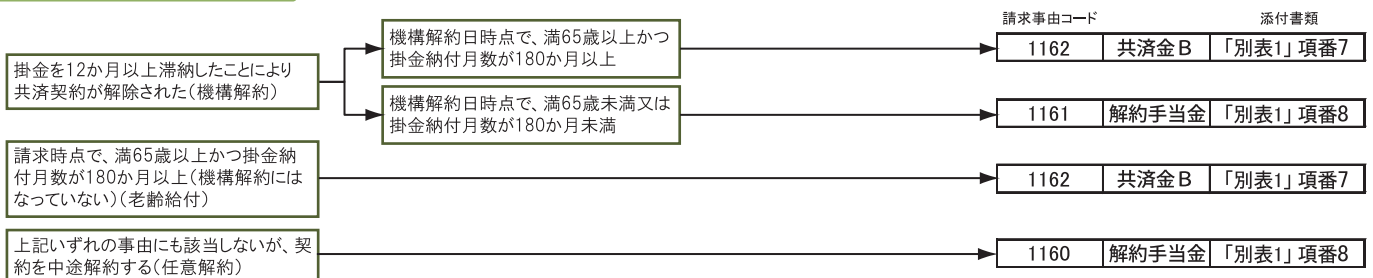 請求事由コード 添付書類
掛金を12か月以上滞納したことにより
共済契約が解除された(機構解約)
機構解約日時点で、満65歳以上かつ
掛金納付月数が180か月以上
1162 共済金B 「別表1」項番7
機構解約日時点で、満65歳未満又は
掛金納付月数が180か月未満
1161 解約手当金 「別表1」項番8
請求時点で、満65歳以上かつ掛金納
付月数が180か月以上(機構解約には
なっていない)(老齢給付)
1162 共済金B 「別表1」項番7
上記いずれの事由にも該当しないが、契
約を中途解約する(任意解約)
1160 解約手当金 「別表1」項番8